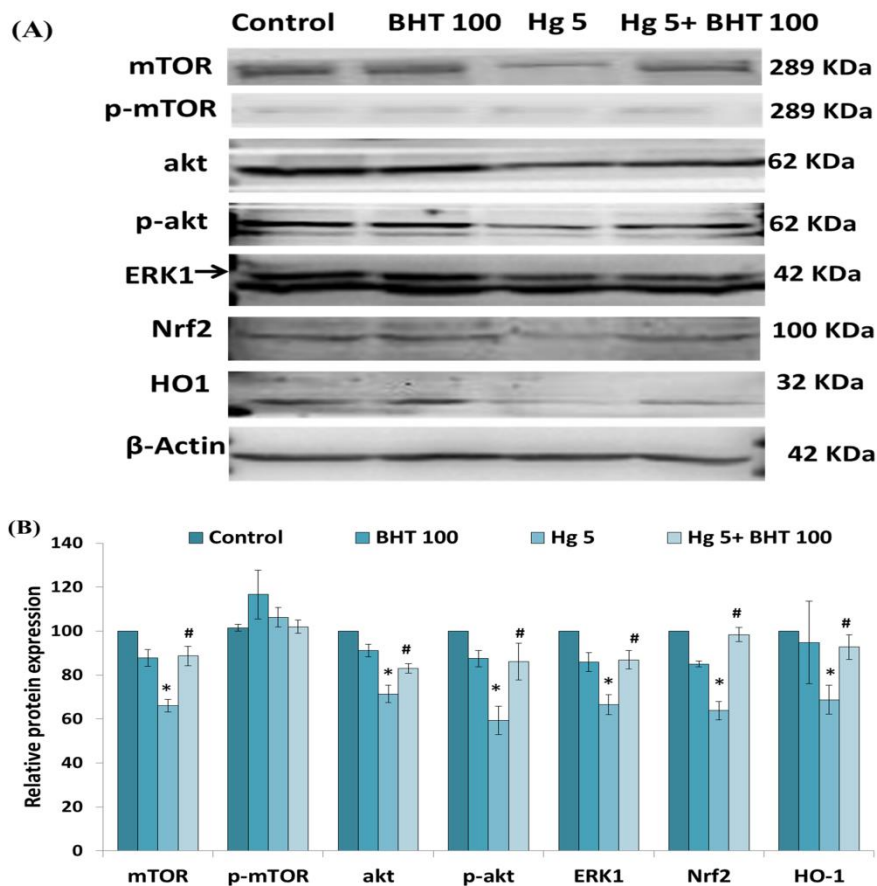 (A) Control BHT 100 Hg 5 Hg 5+ BHT 100
mTOR 289 KDa
p-mTOR 289 KDa
akt 62 KDa
p-akt 62 KDa
ERK1 → 42 KDa
Nrf2 100 KDa
HO1 32 KDa
β-Actin 42 KDa
(B)
Control BHT 100 Hg 5 Hg 5+ BHT 100
Relative protein expression
140
120
100
80
60
40
20
0
# # # # # #
* * * * * *
mTOR p-mTOR akt p-akt ERK1 Nrf2 HO-1